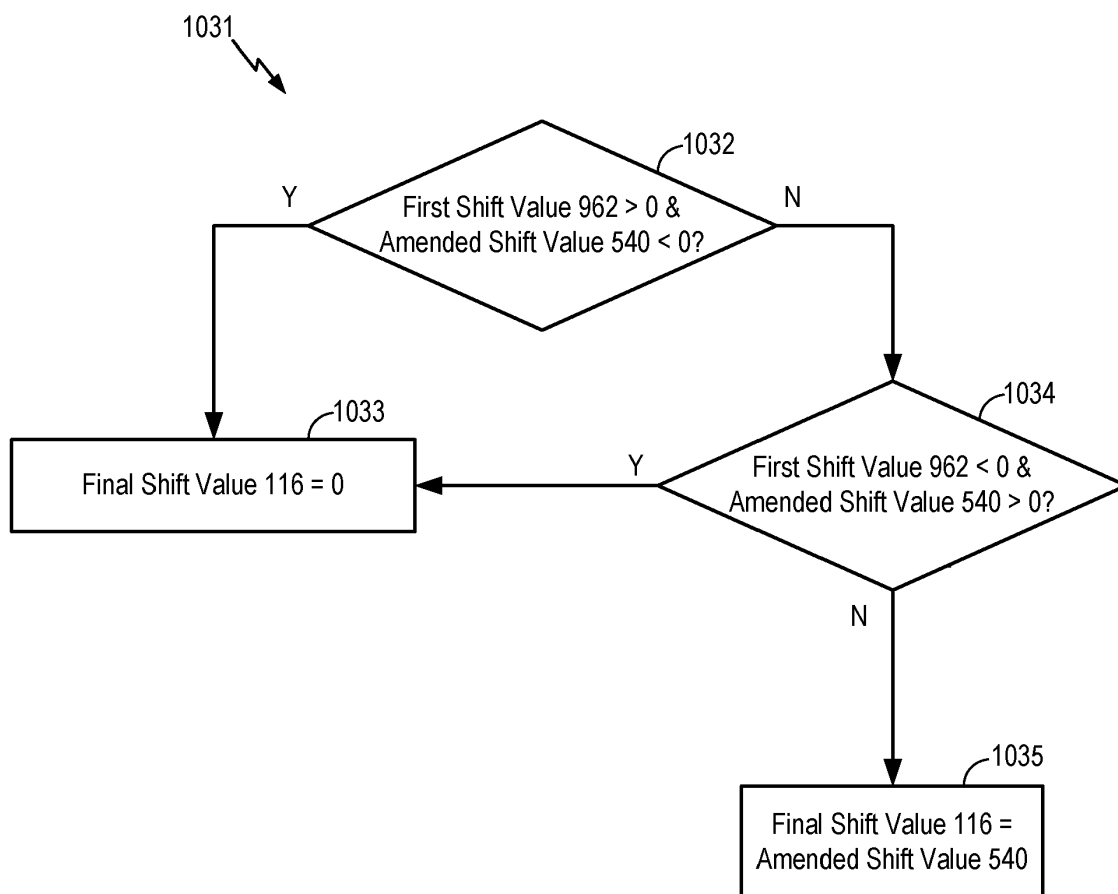 1031
1032
Y
N
First Shift Value 962 > 0 &
Amended Shift Value 540 < 0?
1033
1034
Final Shift Value 116 = 0
Y
First Shift Value 962 < 0 &
Amended Shift Value 540 > 0?
N
1035
Final Shift Value 116 =
Amended Shift Value 540